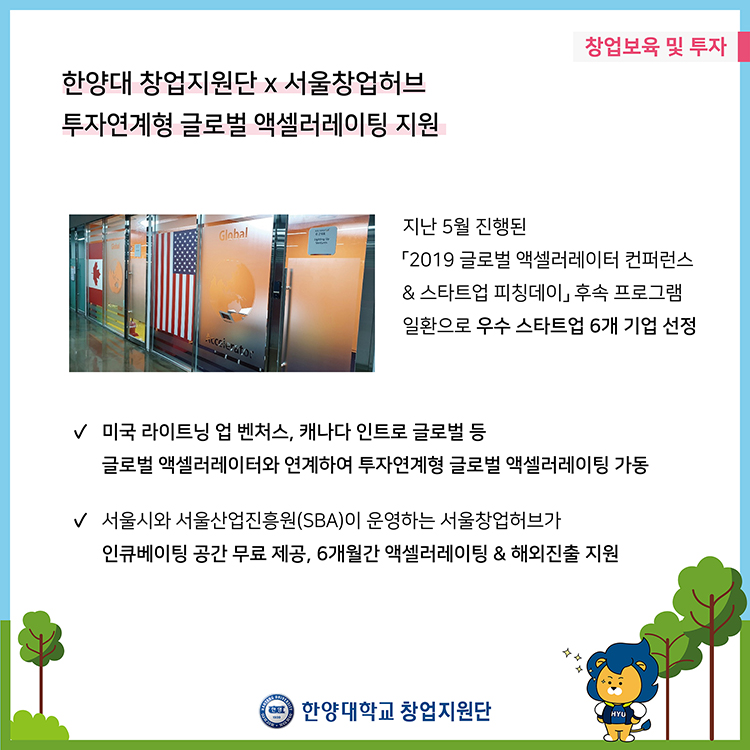 창업보육 및 투자
한양대 창업지원단 x 서울창업허브
투자연계형 글로벌 액셀러레이팅 지원
Global
Accelerator
지난 5월 진행된
「2019 글로벌 액셀러레이터 컨퍼런스
& 스타트업 피칭데이」 후속 프로그램
일환으로 우수 스타트업 6개 기업 선정
✓ 미국 라이트닝 업 벤처스, 캐나다 인트로 글로벌 등
글로벌 액셀러레이터와 연계하여 투자연계형 글로벌 액셀러레이팅 가동
✓ 서울시와 서울산업진흥원(SBA)이 운영하는 서울창업허브가
인큐베이팅 공간 무료 제공, 6개월간 액셀러레이팅 & 해외진출 지원
HYU
한양대학교 창업지원단